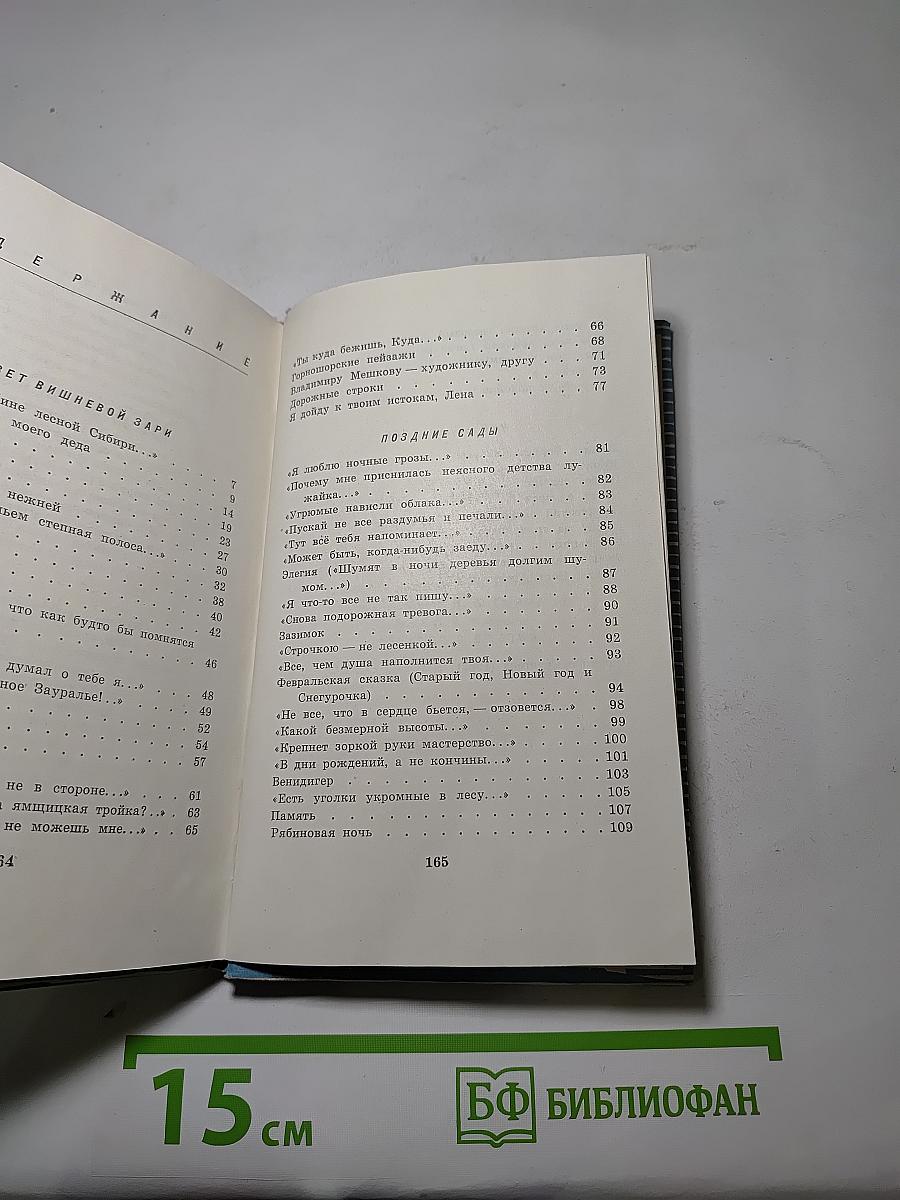 ДЕРЖАНИЕ
ВЕТ ВИШНЕВОЙ ЗАРИ
ине лесной Сибири...» . . .
моего деда . . . . . 7
. . . . . . . 9
. . . . . . . 14
нежней . . . . . . 19
. . . . . . . 23
ьем степная полоса...» . . 27
. . . . . . . 30
. . . . . . . 32
. . . . . . . 38
. . . . . . . 40
. . . . . . . 42
что как будто бы помнятся
. . . . . . . 46
думал о тебе я...» . . . 48
ное Зауралье!..» . . . . 49
. . . . . . . 52
. . . . . . . 54
. . . . . . . 57
не в стороне...» . . . . 61
а ямщицкая тройка?..» . 63
не можешь мне...» . . 65
64
«Ты куда бежишь, Куда...» . . . . . . . . 66
Горношорские пейзажи . . . . . . . . 68
Владимиру Мешкову — художнику, другу . . . 71
Дорожные строки . . . . . . . . . . 73
Я дойду к твоим истокам, Лена . . . . . . 77
ПОЗДНИЕ САДЫ
«Я люблю ночные грозы...» . . . . . . . 81
«Почему мне приснилась неясного детства лу-
жайка...» . . . . . . . . . . . 82
«Угрюмые нависли облака...» . . . . . . 83
«Пускай не все раздумья и печали...» . . . . 84
«Тут всё тебя напоминает...» . . . . . . 85
«Может быть, когда-нибудь заеду...» . . . . 86
Элегия («Шумят в ночи деревья долгим шу-
мом...») . . . . . . . . . . . 87
«Я что-то все не так пишу...» . . . . . . 88
«Снова подорожная тревога...» . . . . . . 90
Зазимок . . . . . . . . . . . . 91
«Строчкою — не лесенкой...» . . . . . . . 92
«Все, чем душа наполнится твоя...» . . . . . 93
Февральская сказка (Старый год, Новый год и
Снегурочка) . . . . . . . . . . . 94
«Не все, что в сердце бьется, — отзовется...» . 98
«Какой безмерной высоты...» . . . . . . 99
«Крепнет зоркой руки мастерство...» . . . . . 100
«В дни рождений, а не кончины...» . . . . . 101
Венидигер . . . . . . . . . . . . 103
«Есть уголки укромные в лесу...» . . . . . . 105
Память . . . . . . . . . . . . . 107
Рябиновая ночь . . . . . . . . . . . 109
165
15 см
БФ БИБЛИОФАН